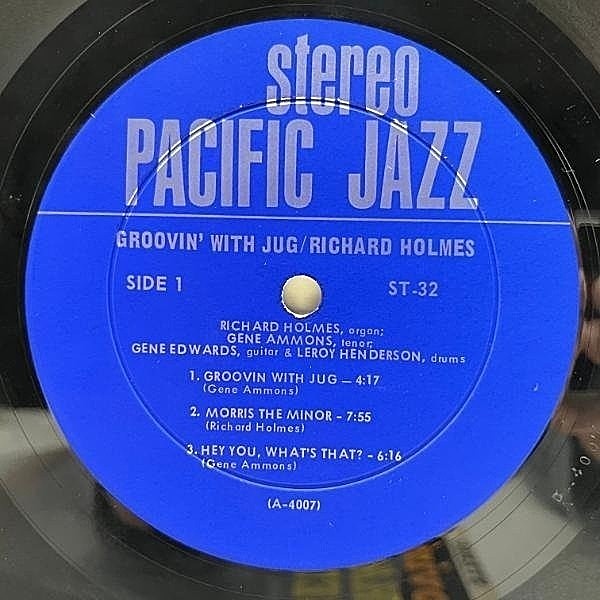 stereo
PACIFIC JAZZ
GROOVIN' WITH JUG/RICHARD HOLMES
SIDE 1 ST-32
RICHARD HOLMES, organ;
GENE AMMONS, tenor;
GENE EDWARDS, guitar & LEROY HENDERSON, drums
1. GROOVIN WITH JUG — 4:17
(Gene Ammons)
2. MORRIS THE MINOR - 7:55
(Richard Holmes)
3. HEY YOU, WHAT'S THAT? - 6:16
(Gene Ammons)
(A-4007)